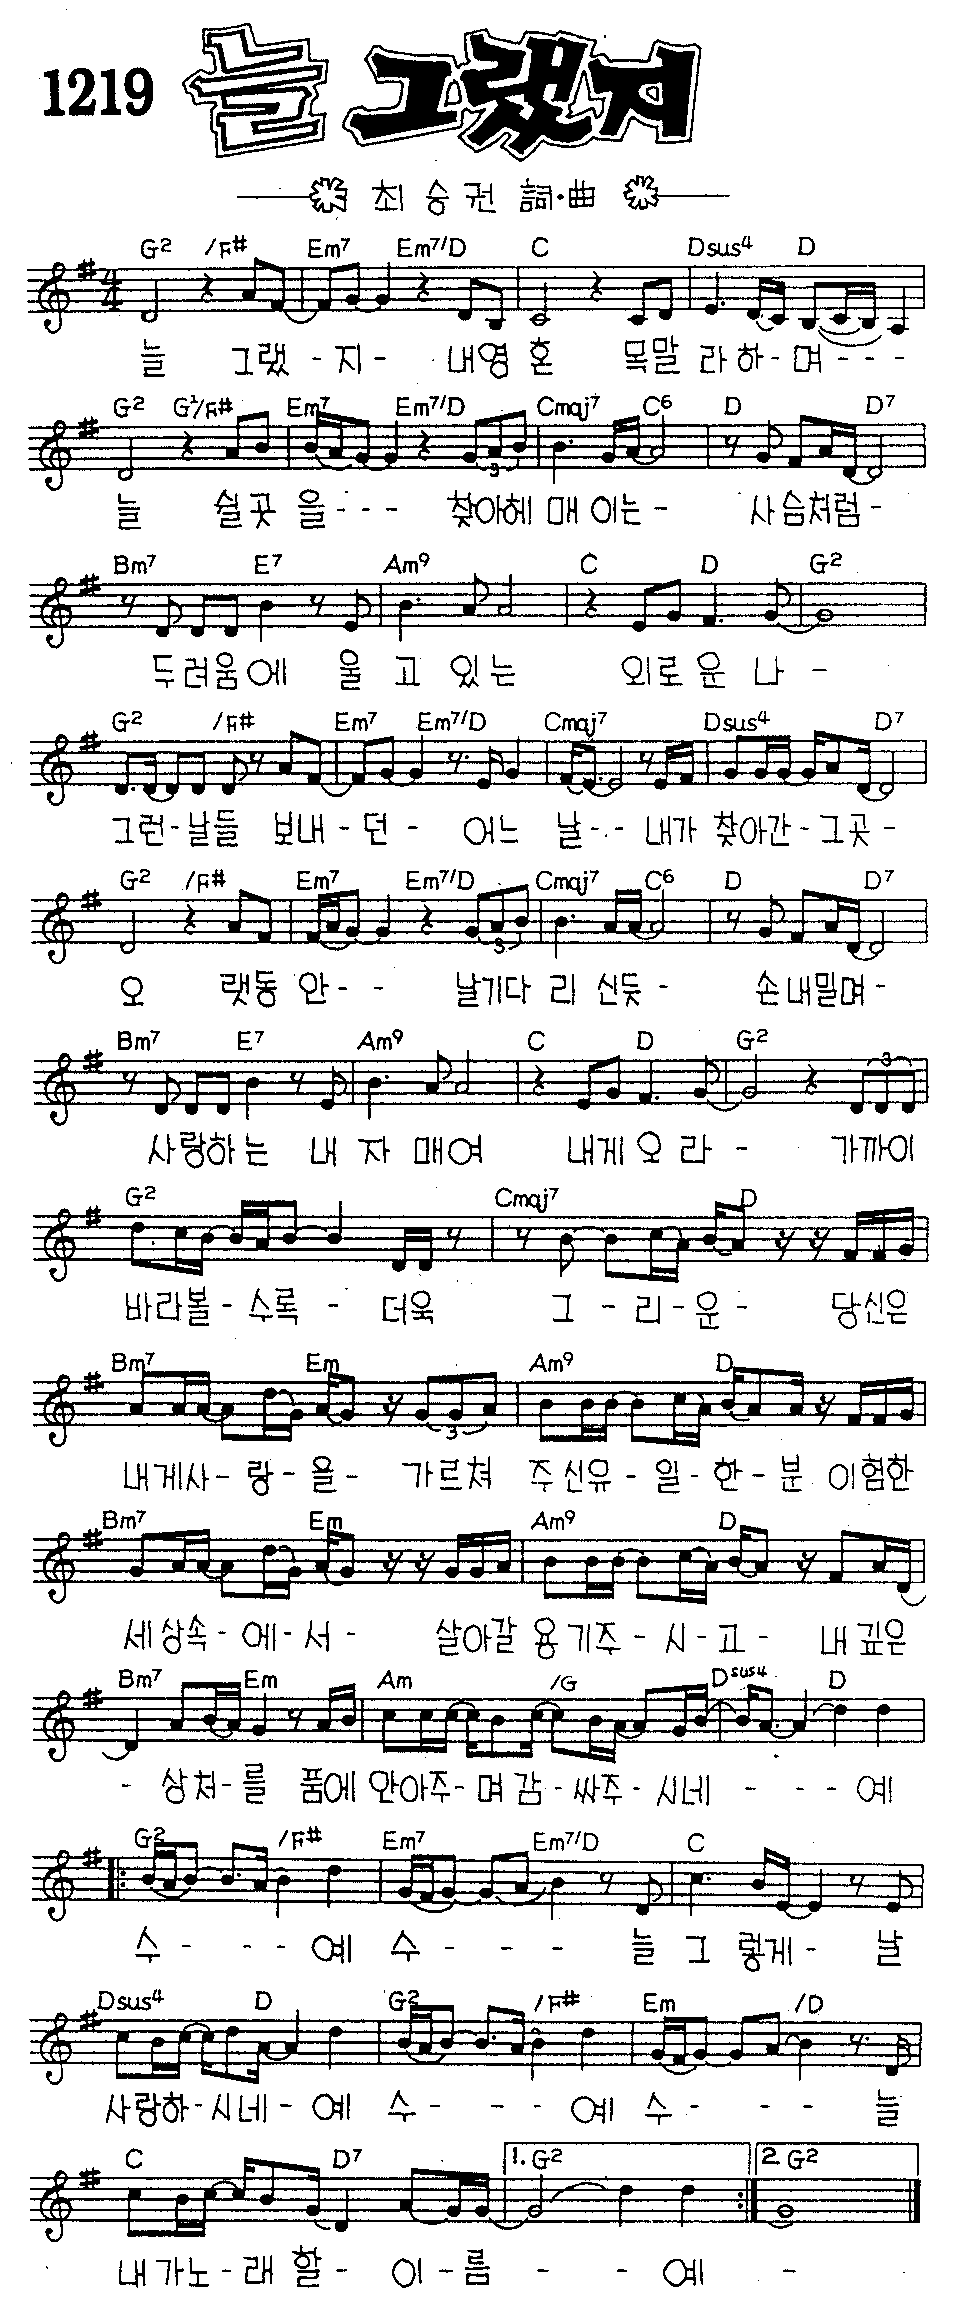 1219 늘 그랬지
최 승 권 詞·曲
G2 /F# Em7 Em7/D C Dsus4 D
늘 그랬 - 지 - 내영 혼 목말 라 하 - 며 - - -
G2 G1/F# Em7 Em7/D Cmaj7 C6 D D7
늘 쉴곳 을 - - - 찾아헤 매 이는 - 사슴처럼 -
3
Bm7 E7 Am9 C D G2
두려움에 울 고 있 는 외로운 나 -
G2 /F# Em7 Em7/D Cmaj7 Dsus4 D7
그런 - 날들 보내 - 던 - 어느 날 - - - 내가 찾아간 - 그곳 -
G2 /F# Em7 Em7/D Cmaj7 C6 D D7
오 랫동 안 - - 날기다 리 신듯 - 손내밀며 -
3
Bm7 E7 Am9 C D G2
3
사랑하는 내 자 매여 내게 오 라 - 가까이
G2 Cmaj7 D
바라볼 - 수록 - 더욱 그 - 리 - 운 - 당신은
Bm7 Em Am9 D
3
내게사 - 랑 - 을 - 가르쳐 주신유 - 일 - 한 - 분 이험한
Bm7 Em Am9 D
세상속 - 에 - 서 - 살아갈 용기주 - 시 - 고 - 내 깊은
Bm7 Em Am /G Dsus4 D
- 상처 - 를 품에 안아주 - 며 감 - 싸주 - 시네 - - - 예
G2 /F# Em7 Em7/D C
수 - - - 예 수 - - - 늘 그 렇게 - 날
Dsus4 D G2 /F# Em /D
사랑하 - 시네 - 예 수 - - - 예 수 - - - 늘
C D7 1. G2 2. G2
내가노 - 래 할 - 이 - 름 - - 예 -